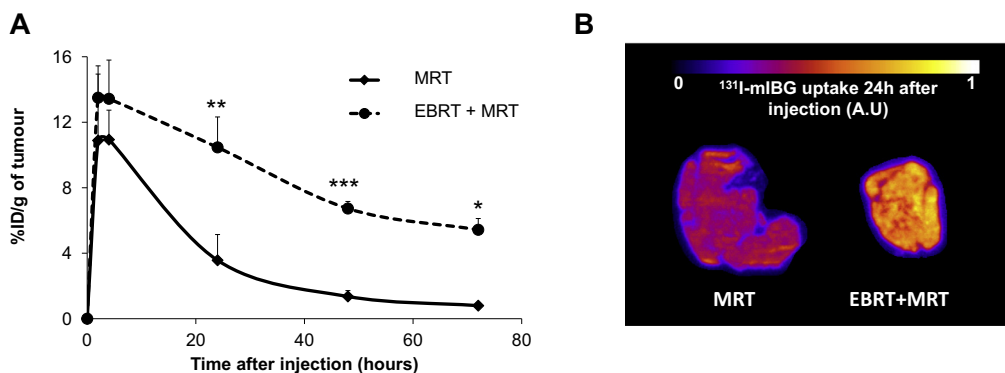 A
16
12
8
4
0
%ID/g of tumour
**
***
*
MRT
EBRT + MRT
0 20 40 60 80
Time after injection (hours)
B
0 1
¹³¹I-mIBG uptake 24h after
injection (A.U)
MRT EBRT+MRT